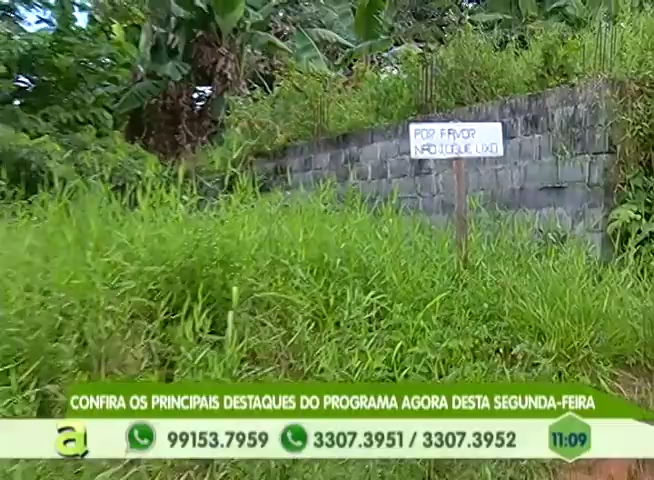 POR FAVOR
NÃO JOQUE LIXO
CONFIRA OS PRINCIPAIS DESTAQUES DO PROGRAMA AGORA DESTA SEGUNDA-FEIRA
a 99153.7959 3307.3951 / 3307.3952 11:09